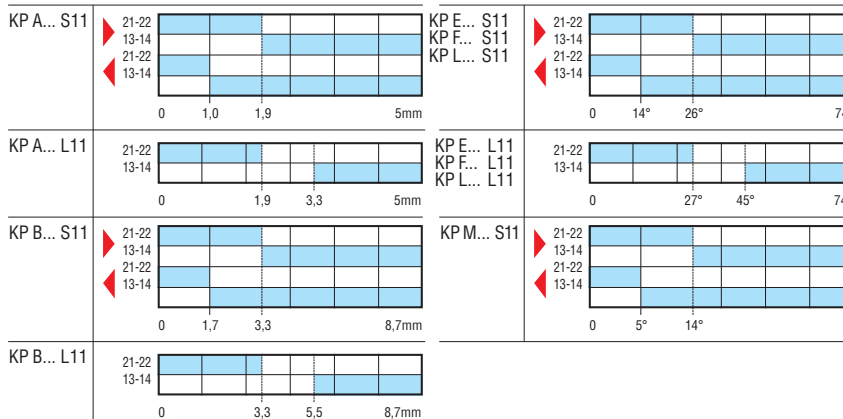 KP A... S11
21-22
13-14
21-22
13-14
0 1,0 1,9 5mm
KP A... L11
21-22
13-14
0 1,9 3,3 5mm
KP B... S11
21-22
13-14
21-22
13-14
0 1,7 3,3 8,7mm
KP B... L11
21-22
13-14
0 3,3 5,5 8,7mm
KP E... S11
KP F... S11
KP L... S11
21-22
13-14
21-22
13-14
0 14° 26°
KP E... L11
KP F... L11
KP L... L11
21-22
13-14
0 27° 45°
KP M... S11
21-22
13-14
21-22
13-14
0 5° 14°